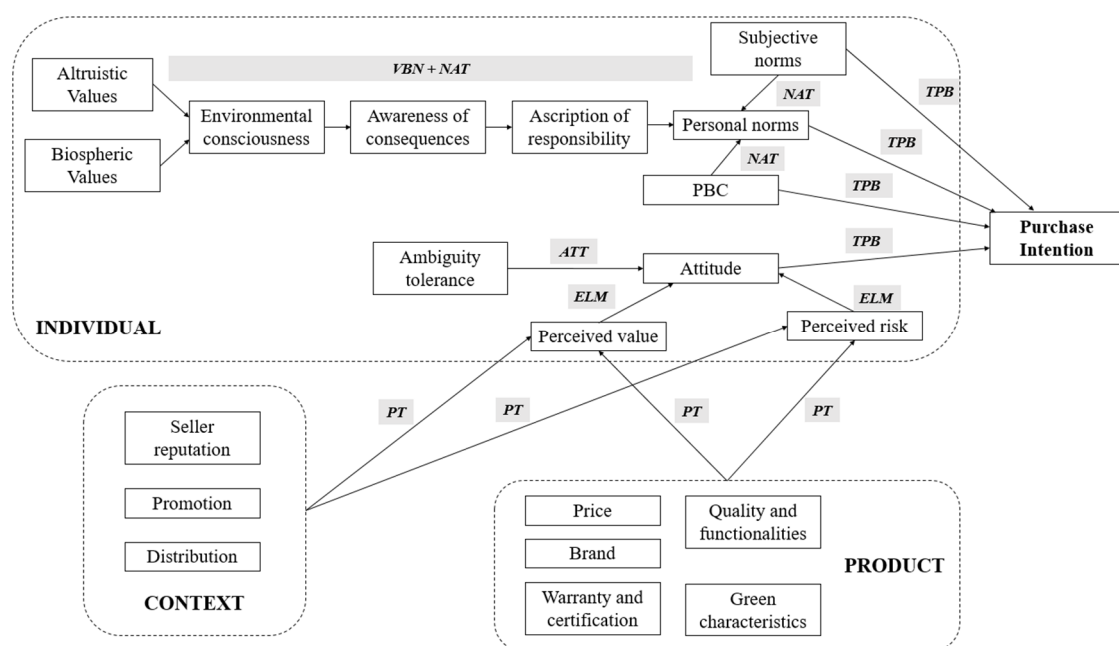 Subjective
norms
VBN + NAT
Altruistic
Values
TPB
NAT
Environmental
consciousness
Awareness of
consequences
Ascription of
responsibility
Personal norms
TPB
Biospheric
Values
NAT
PBC
TPB
Purchase
Intention
TPB
Ambiguity
tolerance
ATT
Attitude
ELM
ELM
INDIVIDUAL
Perceived value
Perceived risk
PT
PT
PT
PT
Seller
reputation
Promotion
Distribution
CONTEXT
Price
Quality and
functionalities
Brand
PRODUCT
Warranty and
certification
Green
characteristics